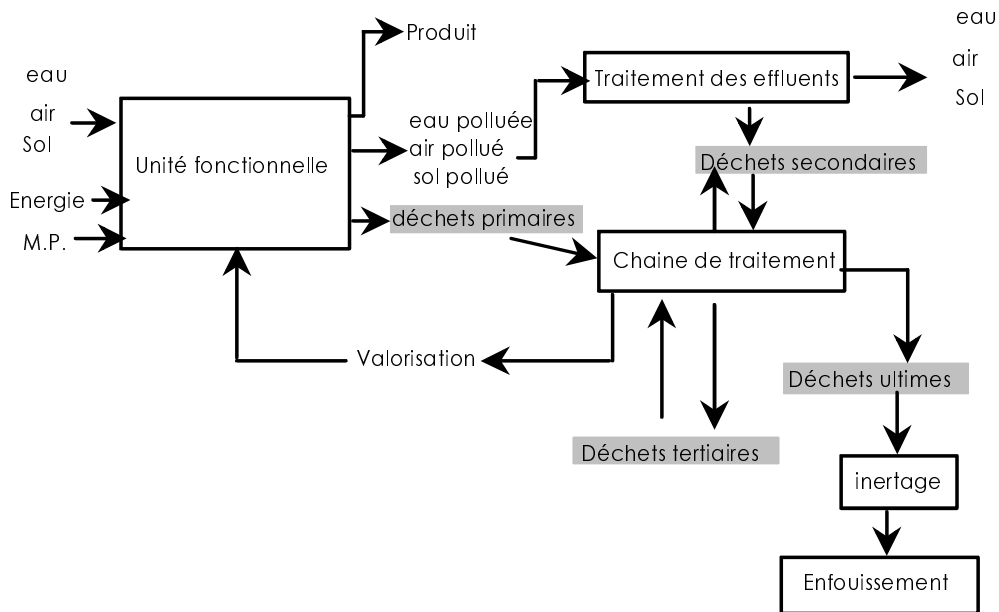 eau
air
Sol
Energie
M.P.
Unité fonctionnelle
Produit
eau polluée
air pollué
sol pollué
déchets primaires
Traitement des effluents
eau
air
Sol
Déchets secondaires
Chaine de traitement
Valorisation
Déchets tertiaires
Déchets ultimes
inertage
Enfouissement